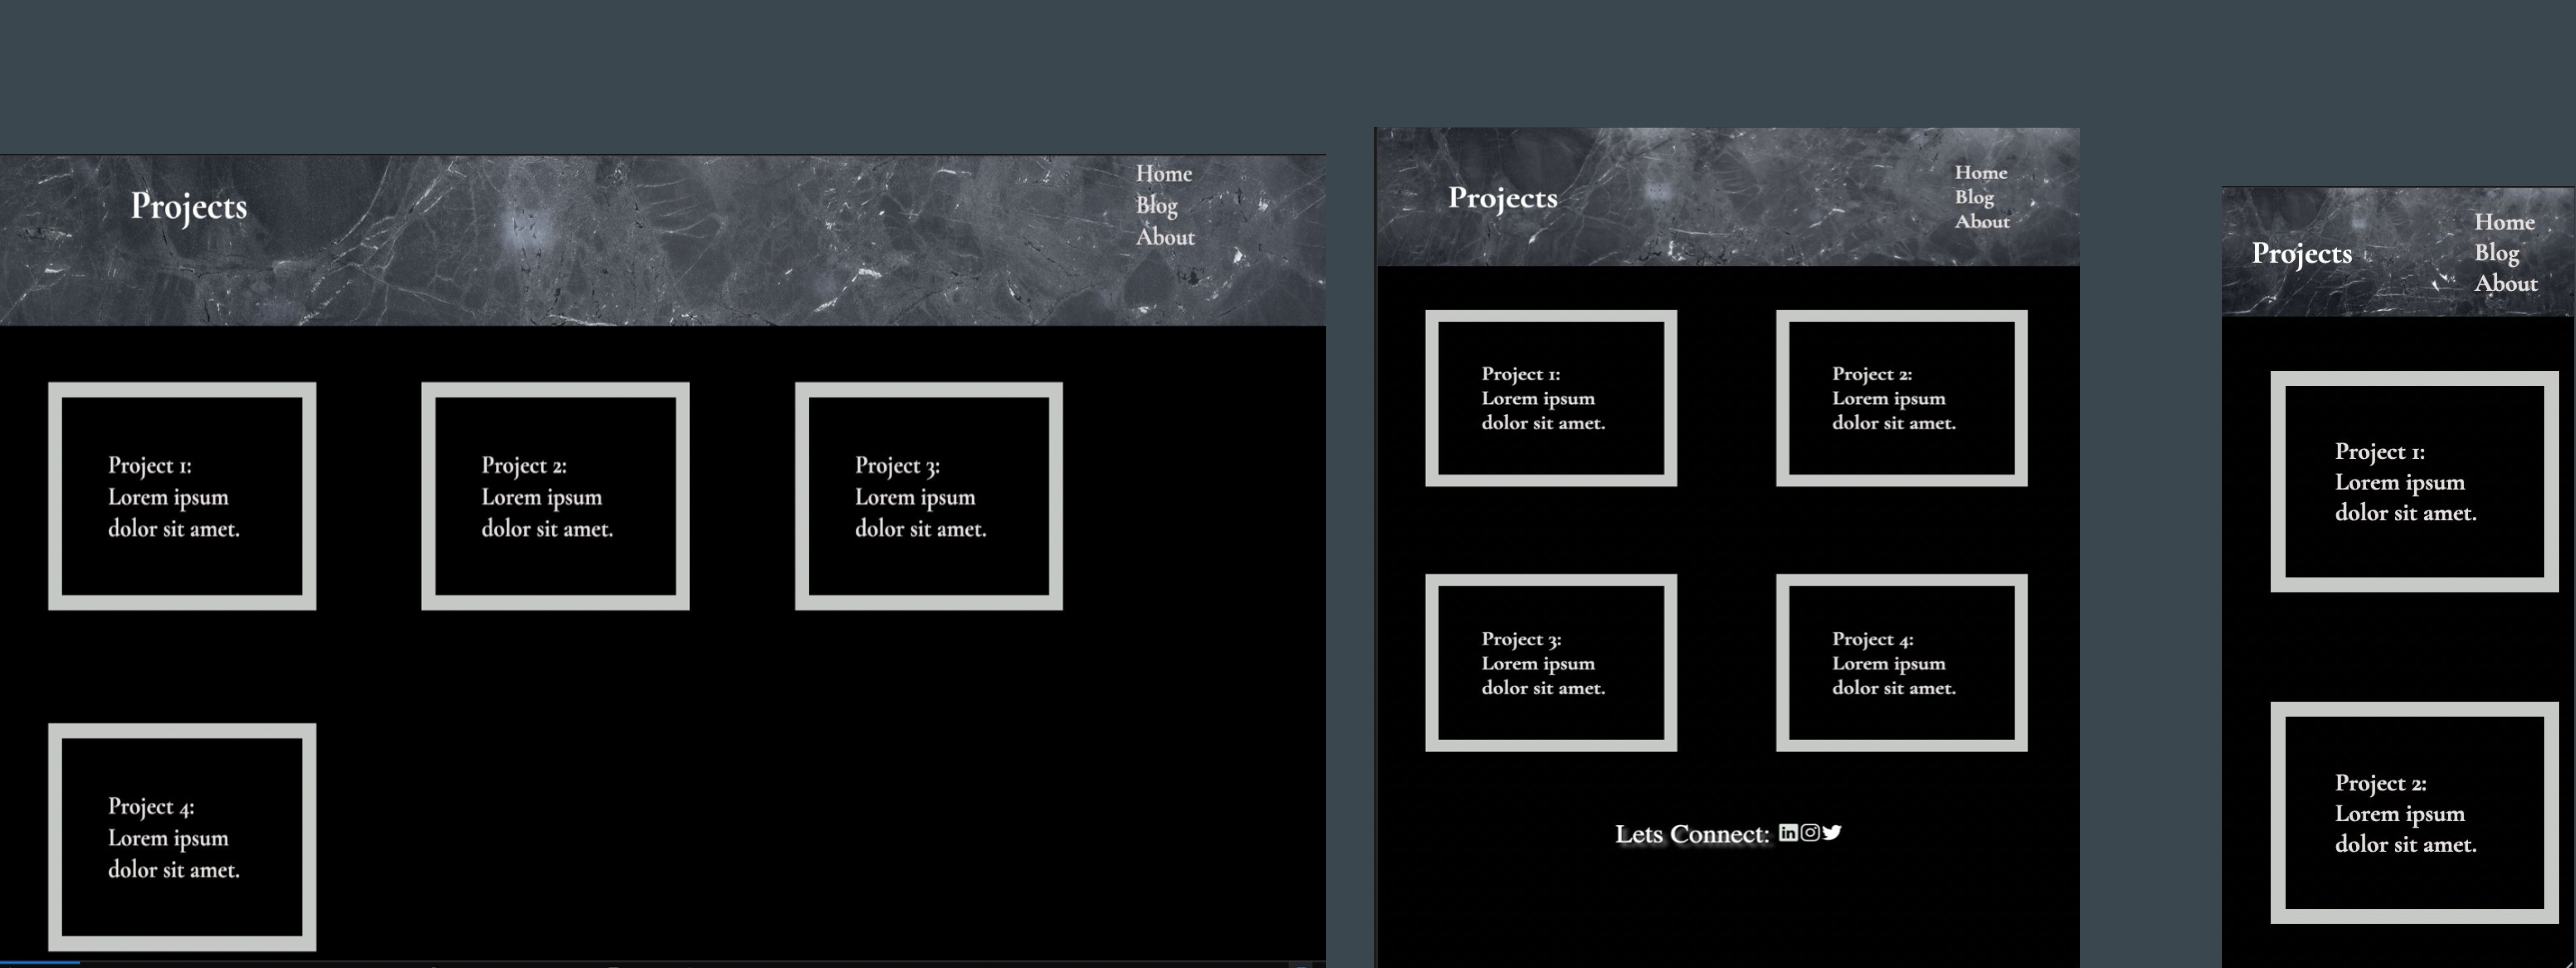 Projects
Home
Blog
About
Project 1:
Lorem ipsum
dolor sit amet.
Project 2:
Lorem ipsum
dolor sit amet.
Project 3:
Lorem ipsum
dolor sit amet.
Project 4:
Lorem ipsum
dolor sit amet.
Projects
Home
Blog
About
Project 1:
Lorem ipsum
dolor sit amet.
Project 2:
Lorem ipsum
dolor sit amet.
Project 3:
Lorem ipsum
dolor sit amet.
Project 4:
Lorem ipsum
dolor sit amet.
Lets Connect:
Projects
Home
Blog
About
Project 1:
Lorem ipsum
dolor sit amet.
Project 2:
Lorem ipsum
dolor sit amet.